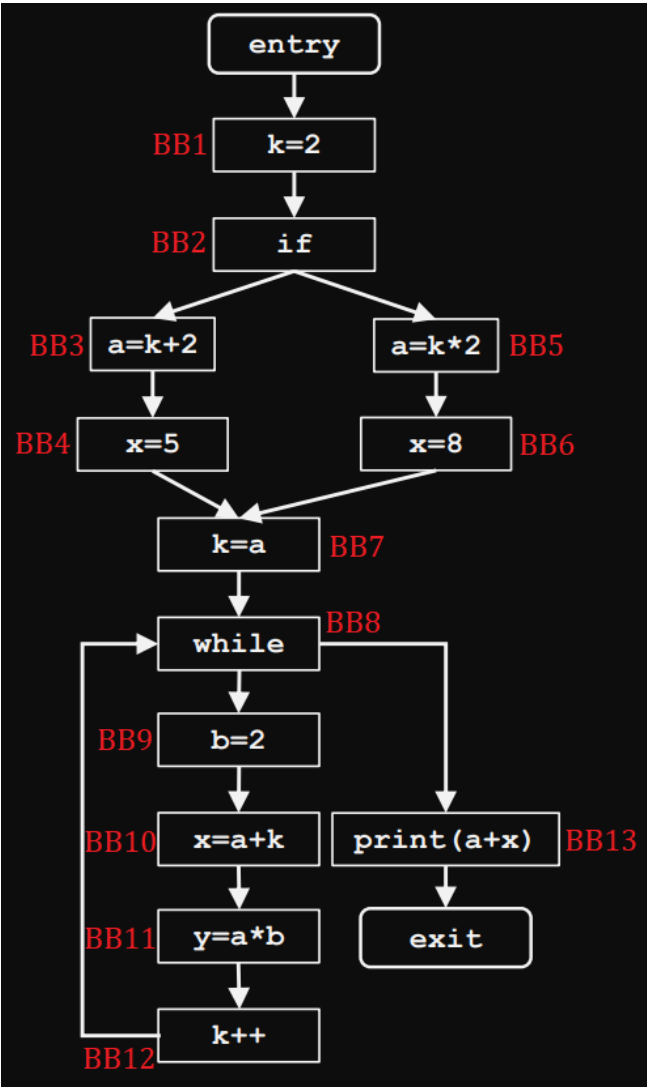 entry
BB1 k=2
BB2 if
BB3 a=k+2 a=k*2 BB5
BB4 x=5 x=8 BB6
k=a BB7
while BB8
BB9 b=2
BB10 x=a+k print(a+x) BB13
BB11 y=a*b exit
k++
BB12